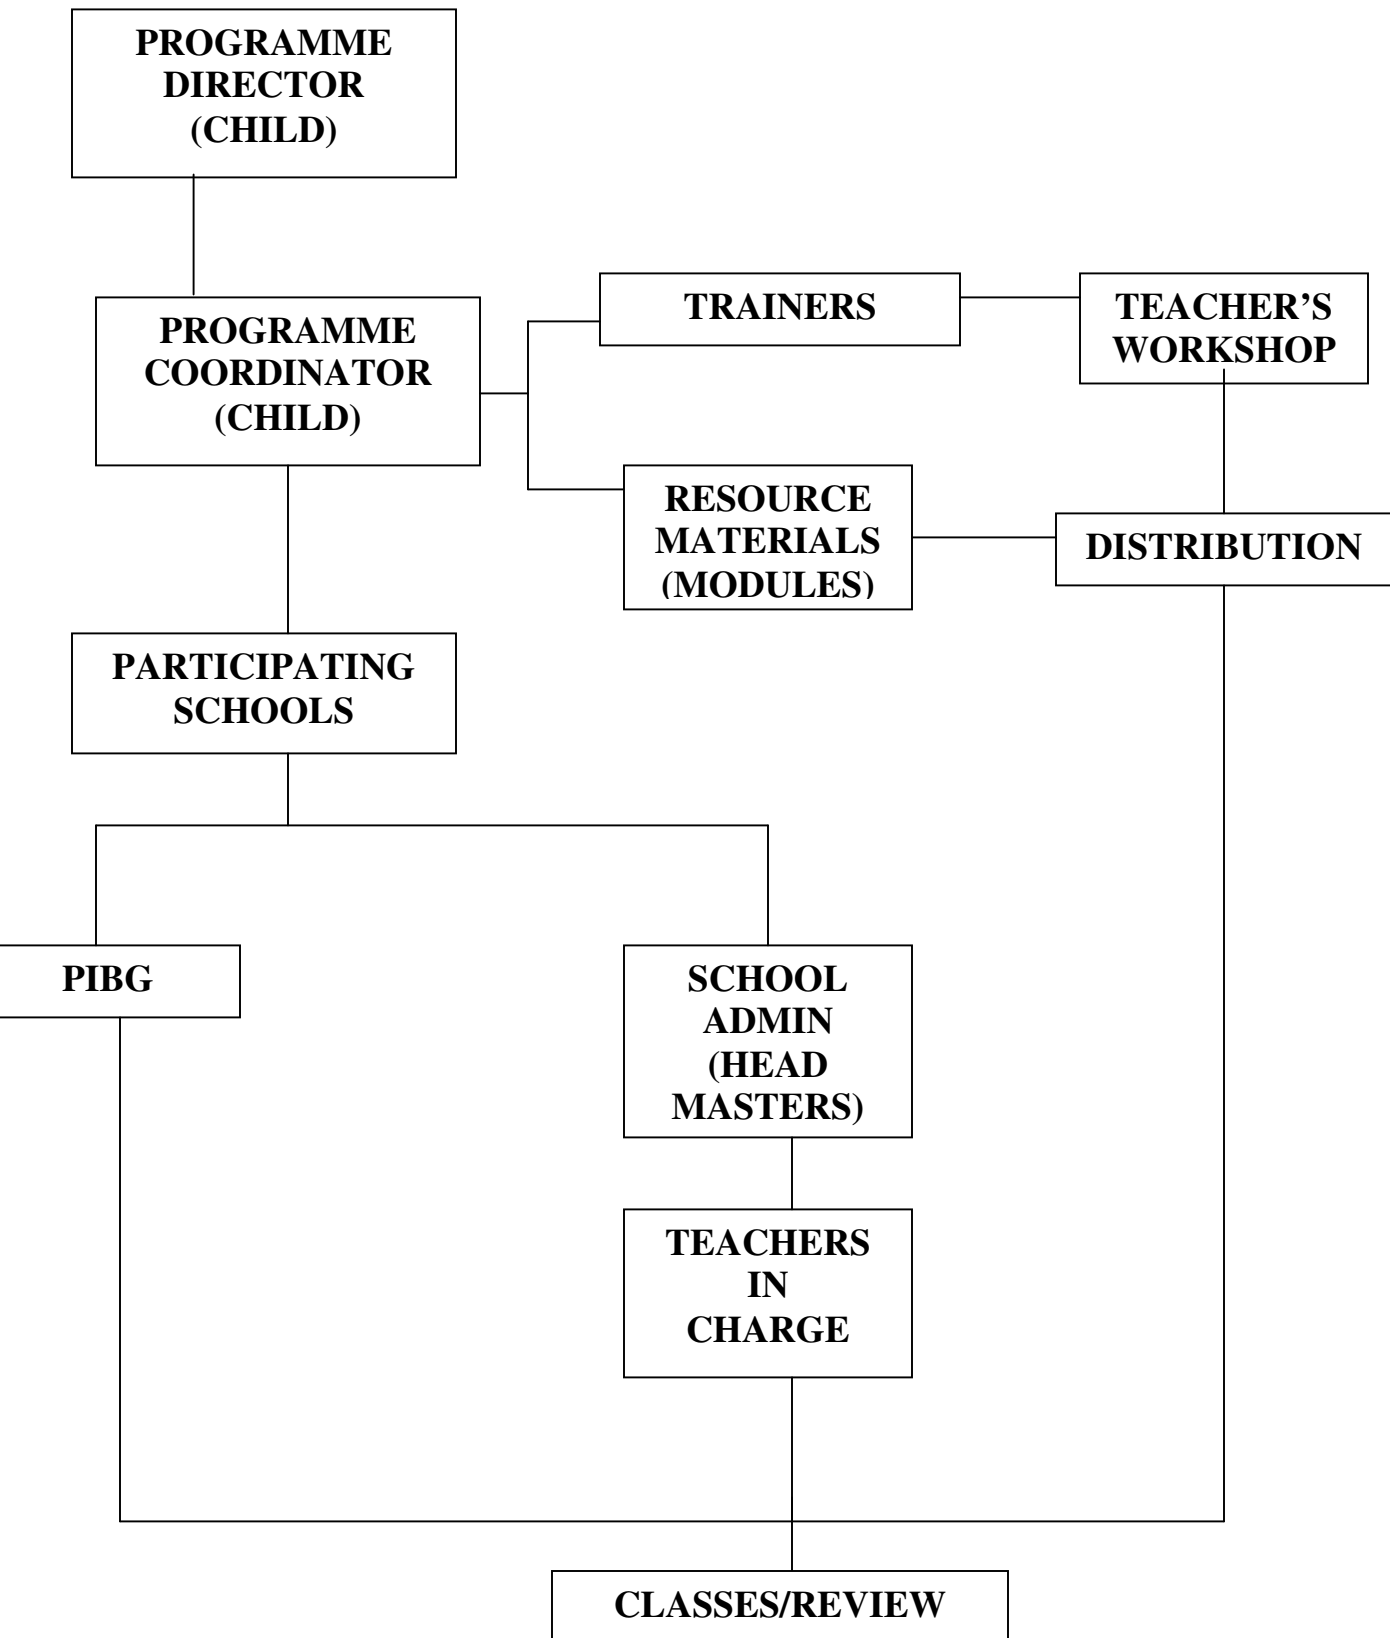 PROGRAMME
DIRECTOR
(CHILD)
PROGRAMME
COORDINATOR
(CHILD)
TRAINERS
TEACHER’S
WORKSHOP
RESOURCE
MATERIALS
(MODULES)
DISTRIBUTION
PARTICIPATING
SCHOOLS
PIBG
SCHOOL
ADMIN
(HEAD
MASTERS)
TEACHERS
IN
CHARGE
CLASSES/REVIEW